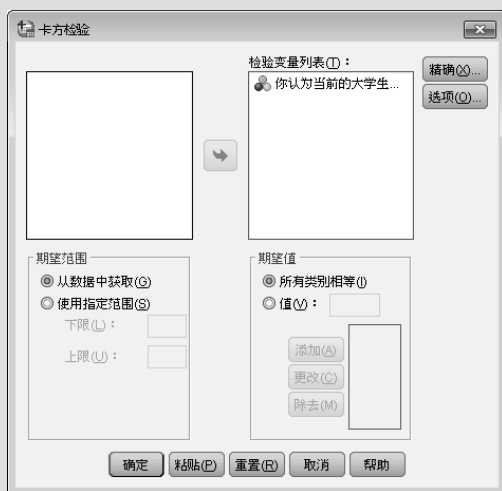 卡方检验
检验变量列表(T)：
你认为当前的大学生...
精确(X)...
选项(O)...
期望范围
从数据中获取(G)
使用指定范围(S)
下限(L)：
上限(U)：
期望值
所有类别相等(I)
值(V)：
添加(A)
更改(C)
除去(M)
确定 粘贴(P) 重置(R) 取消 帮助